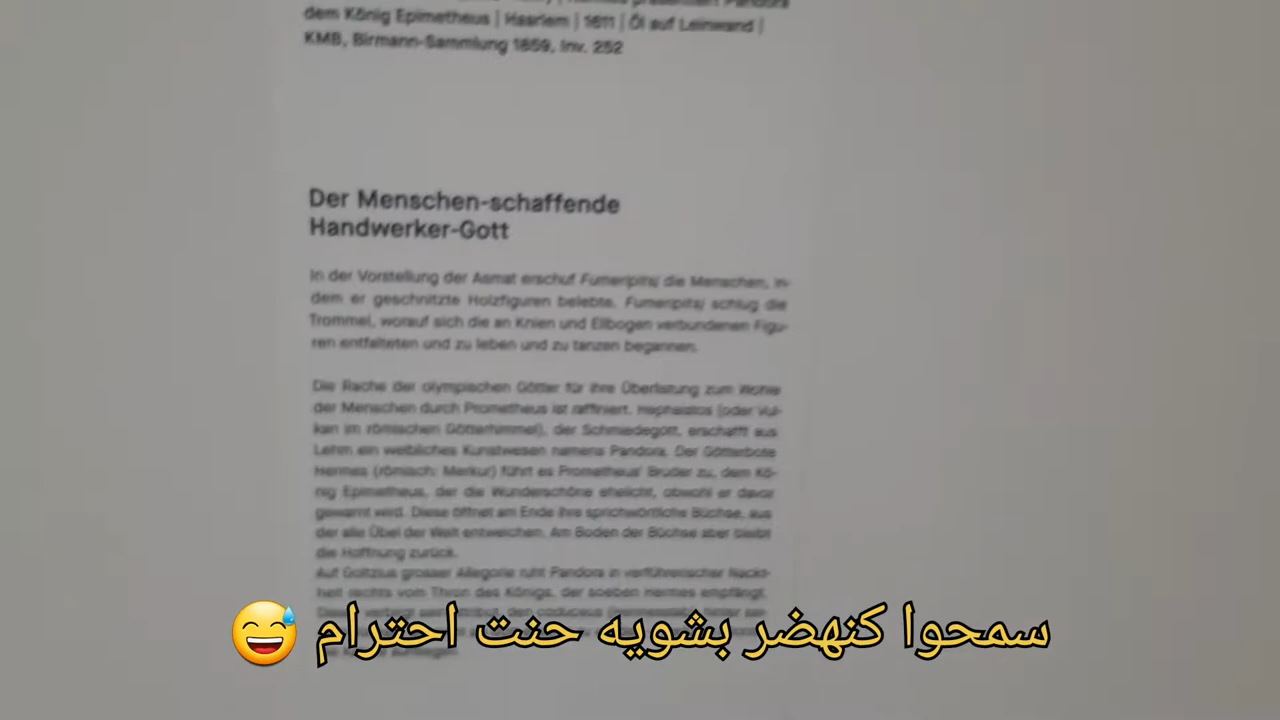 dem König Epimetheus | Haarlem | 1611 | Öl auf Leinwand |
KMB, Birmann-Sammlung 1859, Inv. 252
Der Menschen-schaffende
Handwerker-Gott
In der Vorstellung der Asmat erschuf Fumeripitsj die Menschen, in-
dem er geschnitzte Holzfiguren belebte. Fumeripitsj schlug die
Trommel, worauf sich die an Knien und Ellbogen verbundenen Figu-
ren entfalteten und zu leben und zu tanzen begannen.
Die Rache der olympischen Götter für ihre Überlistung zum Wohle
der Menschen durch Prometheus ist raffiniert. Hephaistos (oder Vul-
kan im römischen Götterhimmel), der Schmiedegott, erschafft aus
Lehm ein weibliches Kunstwesen namens Pandora. Der Götterbote
Hermes (römisch: Merkur) führt es Prometheus' Bruder zu, dem Kö-
nig Epimetheus, der die Wunderschöne ehelicht, obwohl er davor
gewarnt wird. Diese öffnet am Ende ihre sprichwörtliche Büchse, aus
der alle Übel der Welt entweichen. Am Boden der Büchse aber bleibt
die Hoffnung zurück.
Auf Goltzius grosser Allegorie ruht Pandora in verführerischer Nackt-
heit rechts vom Thron des Königs, der soeben Hermes empfängt.
سمحوا كنهضر بشويه حنت احترام 😅